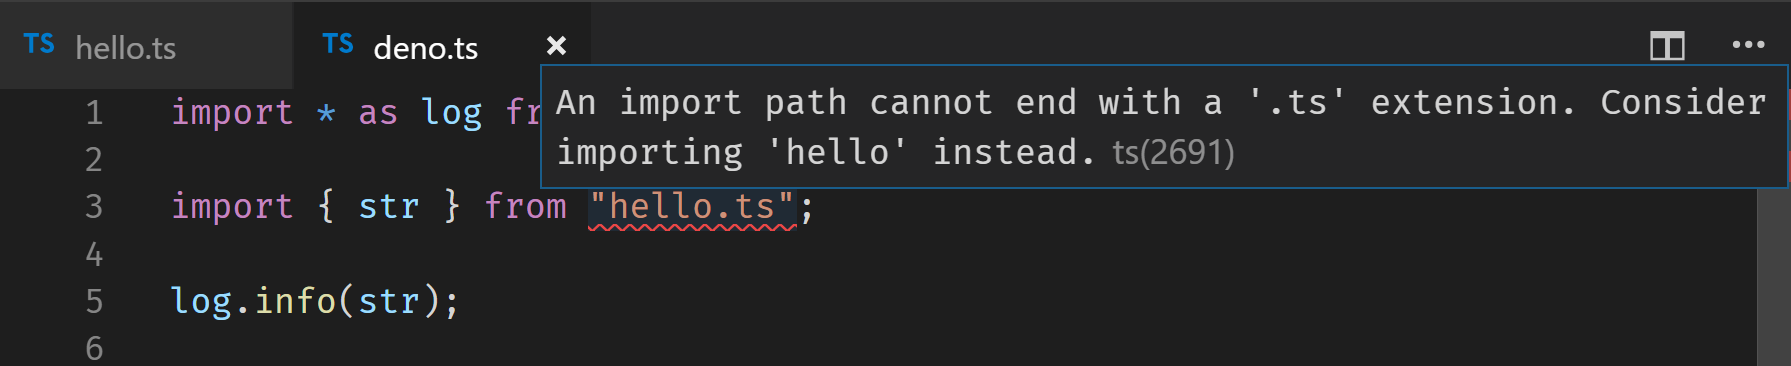 TS hello.ts TS deno.ts ×
1 import * as log fr
An import path cannot end with a '.ts' extension. Consider
importing 'hello' instead. ts(2691)
2
3 import { str } from "hello.ts";
4
5 log.info(str);
6